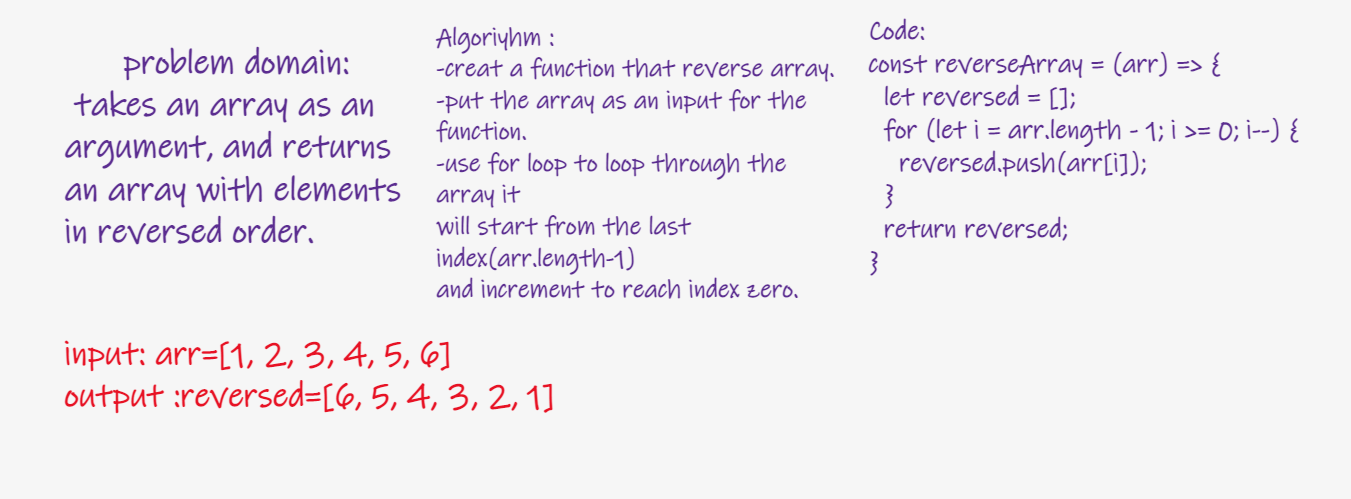 problem domain:
takes an array as an
argument, and returns
an array with elements
in reversed order.
Algoriyhm :
-creat a function that reverse array.
-put the array as an input for the
function.
-use for loop to loop through the
array it
will start from the last
index(arr.length-1)
and increment to reach index zero.
Code:
const reverseArray = (arr) => {
let reversed = [];
for (let i = arr.length - 1; i >= 0; i--) {
reversed.push(arr[i]);
}
return reversed;
}
input: arr=[1, 2, 3, 4, 5, 6]
output :reversed=[6, 5, 4, 3, 2, 1]